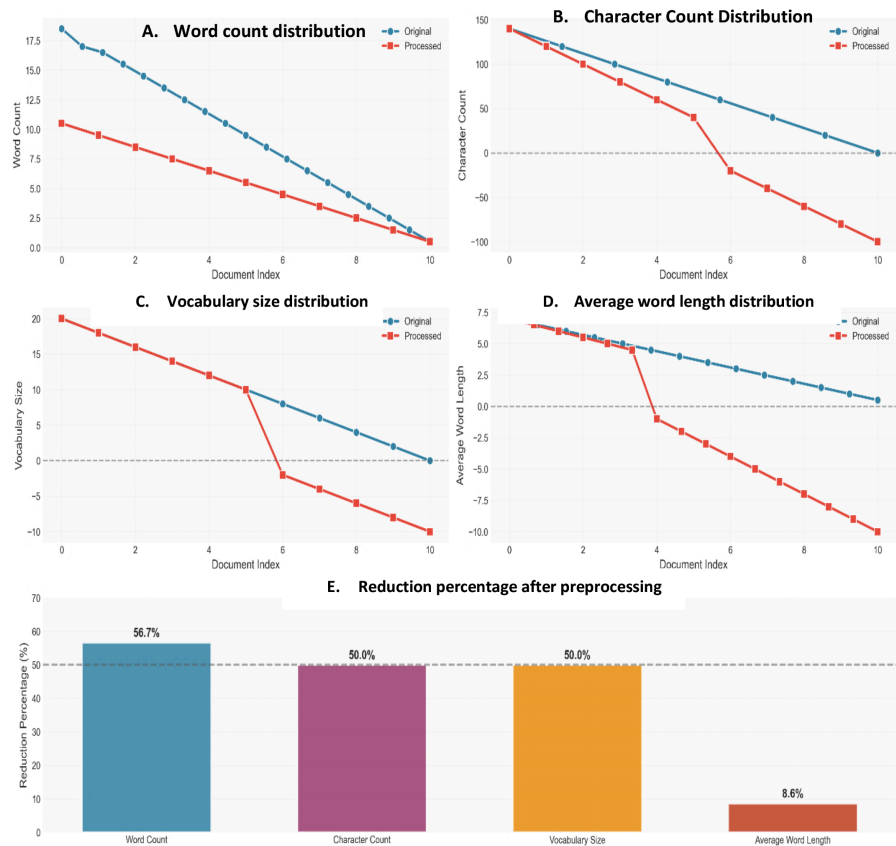 A. Word count distribution
Original
Processed
17.5
15.0
12.5
10.0
7.5
5.0
2.5
0.0
Word Count
0 2 4 6 8 10
Document Index
B. Character Count Distribution
Original
Processed
150
100
50
0
−50
−100
Character Count
0 2 4 6 8 10
Document Index
C. Vocabulary size distribution
Original
Processed
20
15
10
5
0
−5
−10
Vocabulary Size
0 2 4 6 8 10
Document Index
D. Average word length distribution
Original
Processed
7.5
5.0
2.5
0.0
−2.5
−5.0
−7.5
−10.0
Average Word Length
0 2 4 6 8 10
Document Index
E. Reduction percentage after preprocessing
70
60
50
40
30
20
10
0
Reduction Percentage (%)
56.7%
50.0%
50.0%
8.6%
Word Count
Character Count
Vocabulary Size
Average Word Length